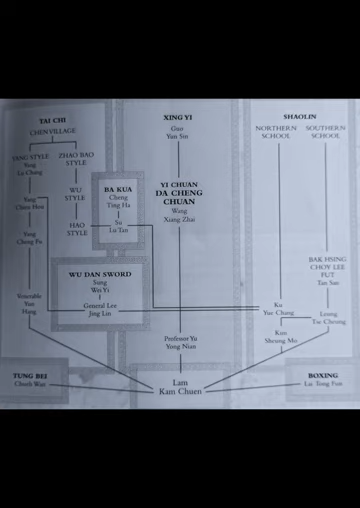 TAI CHI
CHEN VILLAGE
YANG STYLE
Yang
Lu Chang
ZHAO BAO
STYLE
Yang
Chen Hou
WU
STYLE
Yang
Cheng Fu
HAO
STYLE
BA KUA
Cheng
Ting Ha
Su
Lu Tan
XING YI
Guo
Yun Sin
YI CHUAN
DA CHENG
CHUAN
Wang
Xiang Zhai
SHAOLIN
NORTHERN
SCHOOL
SOUTHERN
SCHOOL
WU DAN SWORD
Sung
Wei Yi
General Lee
Jing Lin
BAK HSING
CHOY LEE
FUT
Tan San
Venerable
Yun
Hang
Ku
Yue Chang
Leung
Tse Cheung
Professor Yu
Yong Nian
Kan
Sheung Mo
TUNG BEI
Chueh Wan
Lam
Kam Chuen
BOXING
Lai Tong Fun